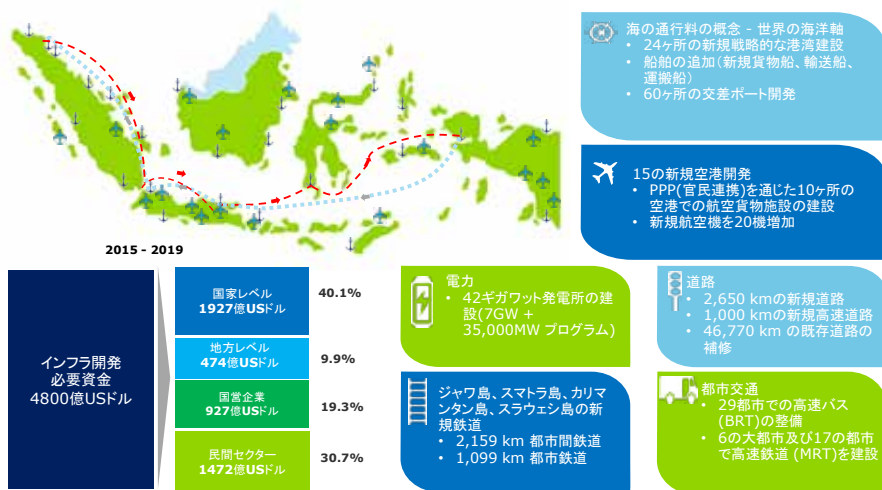 海の通行料の概念 - 世界の海洋軸
• 24ヶ所の新規戦略的な港湾建設
• 船舶の追加(新規貨物船、輸送船、
運搬船)
• 60ヶ所の交差ポート開発
15の新規空港開発
• PPP(官民連携)を通じた10ヶ所の
空港での航空貨物施設の建設
• 新規航空機を20機増加
2015 - 2019
インフラ開発
必要資金
4800億USドル
国家レベル
1927億USドル
40.1%
地方レベル
474億USドル
9.9%
国営企業
927億USドル
19.3%
民間セクター
1472億USドル
30.7%
電力
• 42ギガワット発電所の建
設(7GW +
35,000MW プログラム)
道路
• 2,650 kmの新規道路
• 1,000 kmの新規高速道路
• 46,770 km の既存道路の
補修
ジャワ島、スマトラ島、カリマ
ンタン島、スラウェシ島の新
規鉄道
• 2,159 km 都市間鉄道
• 1,099 km 都市鉄道
都市交通
• 29都市での高速バス
(BRT)の整備
• 6の大都市及び17の都市
で高速鉄道 (MRT)を建設